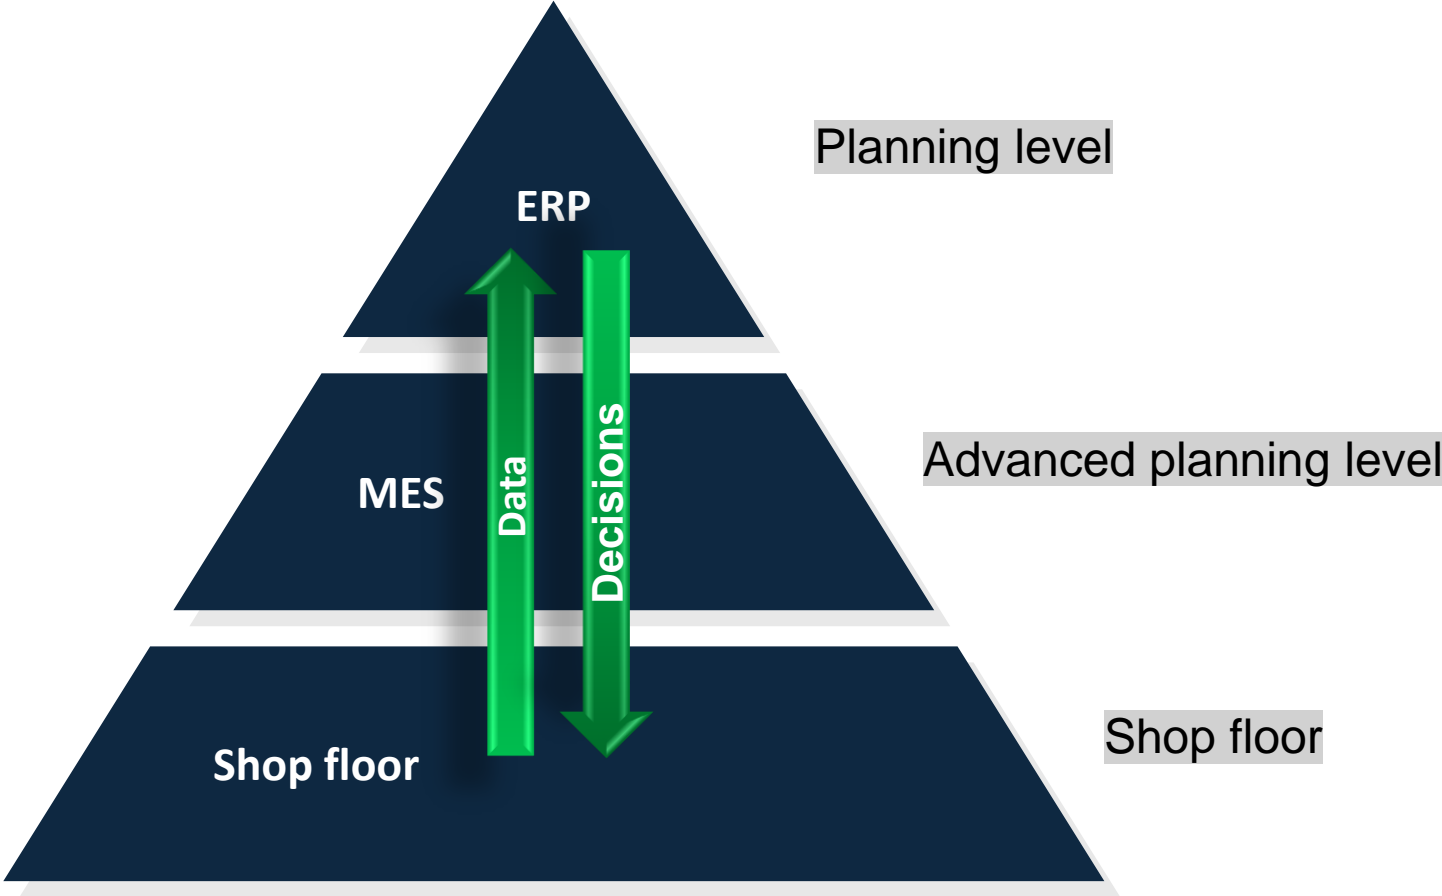 Planning level
ERP
Advanced planning level
MES
Data
Decisions
Shop floor
Shop floor